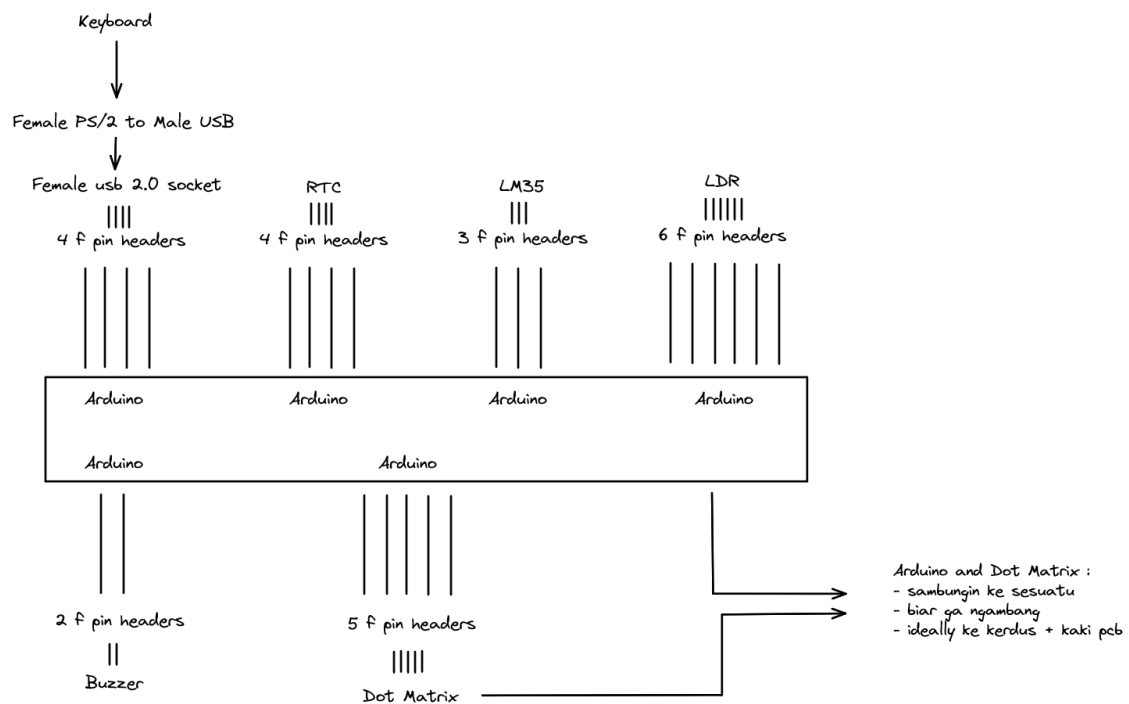 Keyboard
Female PS/2 to Male USB
Female usb 2.0 socket
4 f pin headers
RTC
4 f pin headers
LM35
3 f pin headers
LDR
6 f pin headers
Arduino
Arduino
Arduino
Arduino
Arduino
Arduino
2 f pin headers
Buzzer
5 f pin headers
Dot Matrix
Arduino and Dot Matrix :
- sambungin ke sesuatu
- biar ga ngambang
- ideally ke kerdus + kaki pcb